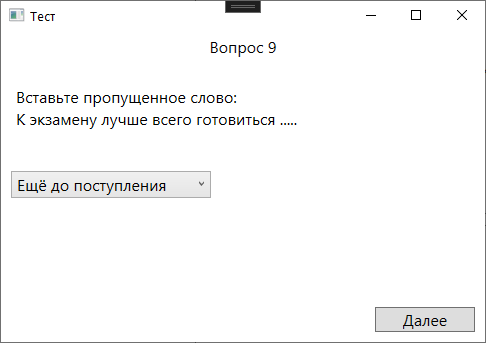 Тест
Вопрос 9
Вставьте пропущенное слово:
К экзамену лучше всего готовиться .....
Ещё до поступления
Далее